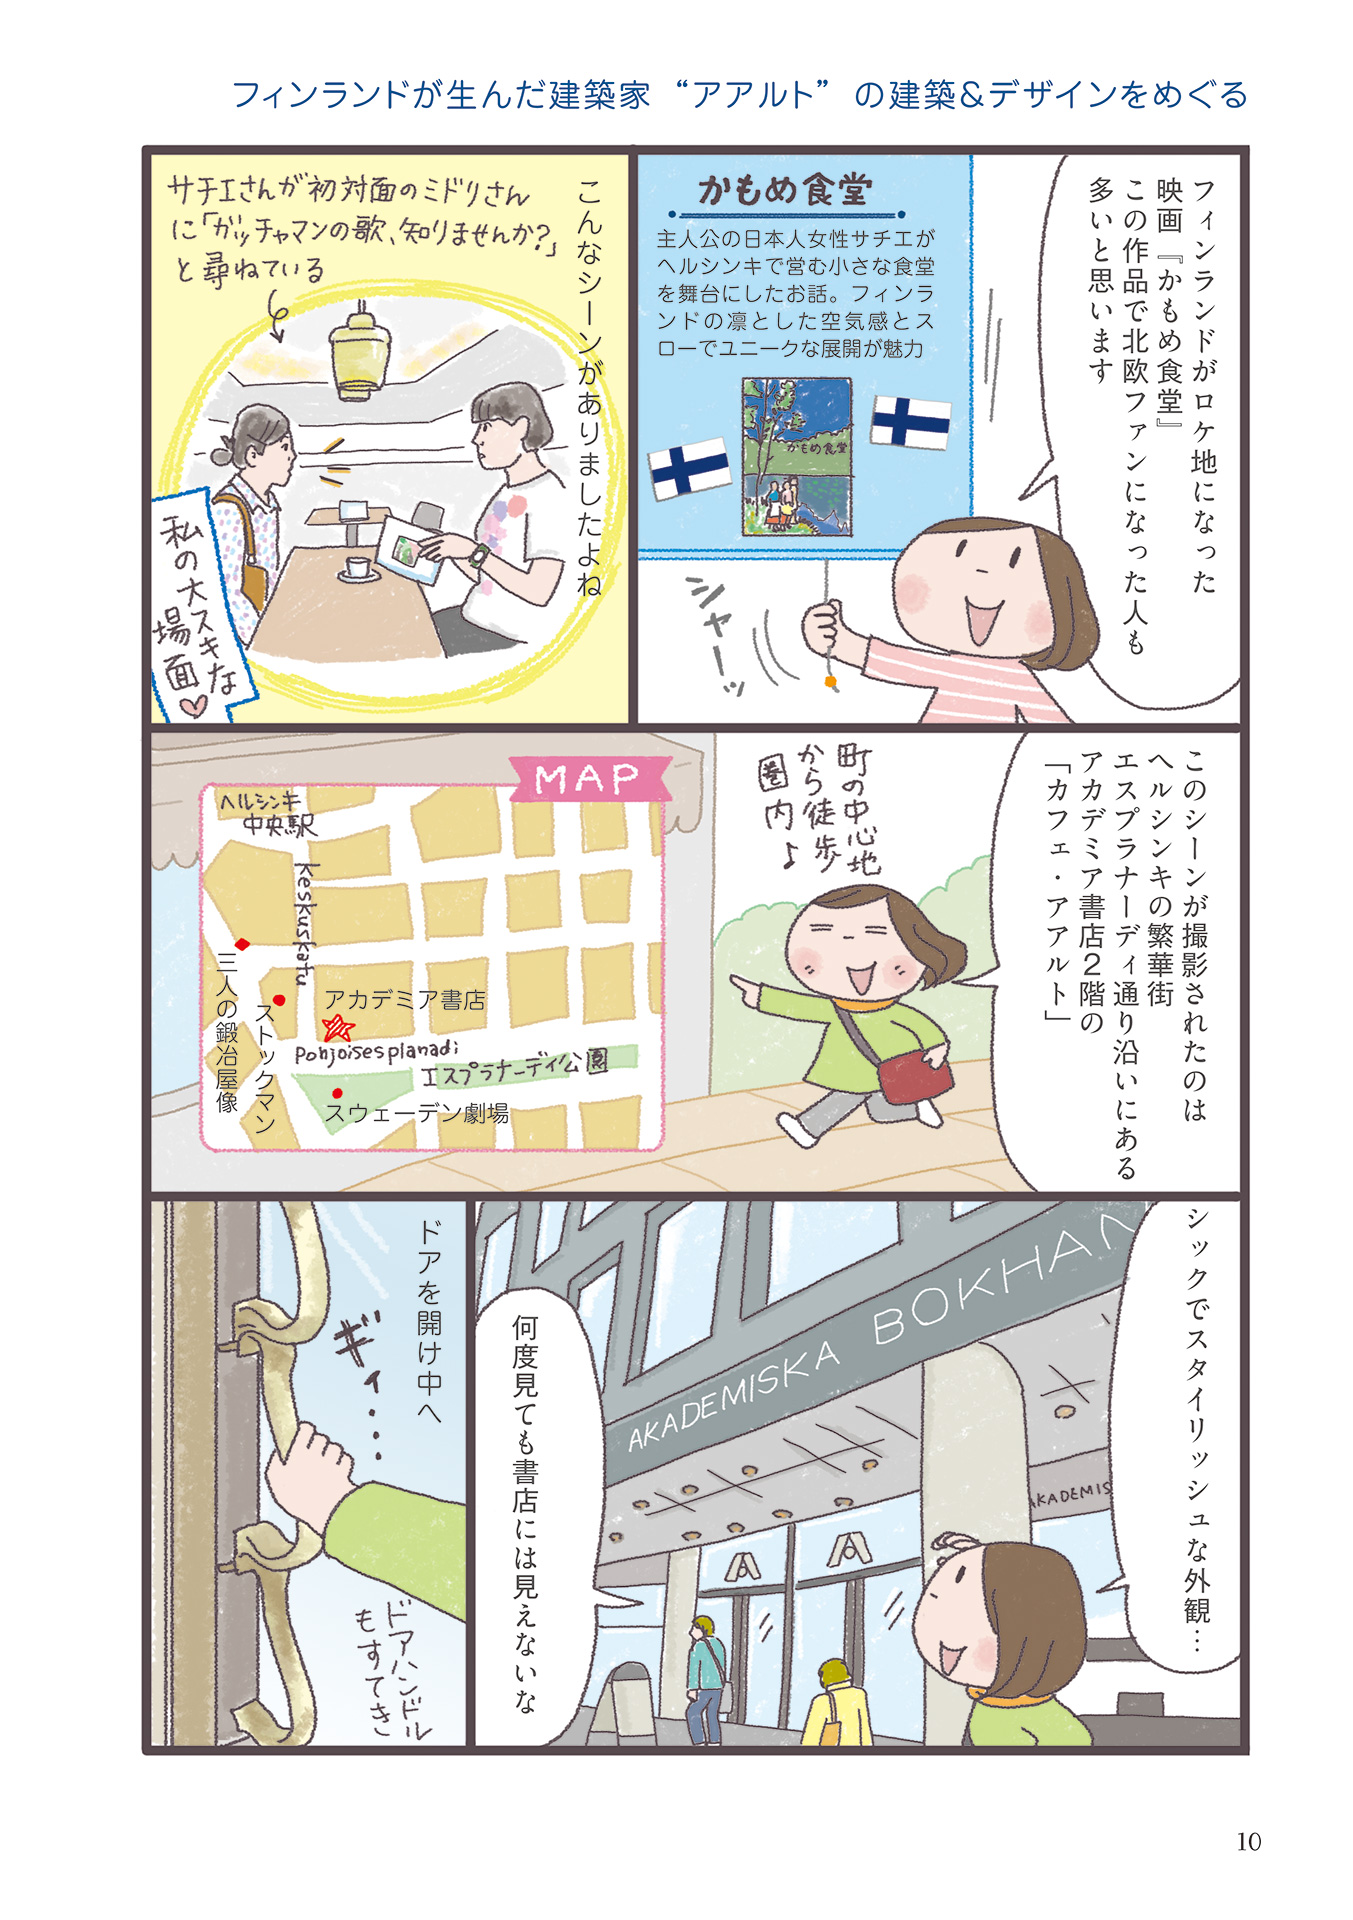 フィンランドが生んだ建築家 “アアルト” の建築&デザインをめぐる
フィンランドがロケ地になった
映画『かもめ食堂』
この作品で北欧ファンになった人も
多いと思います
かもめ食堂
主人公の日本人女性サチエが
ヘルシンキで営む小さな食堂
を舞台にしたお話。フィンラ
ンドの凛とした空気感とス
ローでユニークな展開が魅力
かもめ食堂
シャーッ
こんなシーンがありましたよね
サチエさんが初対面のミドリさん
に「ガッチャマンの歌、知りませんか?」
と尋ねている
私の大スキな
場面♡
このシーンが撮影されたのは
ヘルシンキの繁華街
エスプラナーディ通り沿いにある
アカデミア書店2階の
「カフェ・アアルト」
町の中心地
から徒歩
圏内♪
MAP
ヘルシンキ
中央駅
Keskuskatu
三人の鍛冶屋像
ストックマン
アカデミア書店
Pohjoisesplanadi
エスプラナーディ公園
スウェーデン劇場
シックでスタイリッシュな外観…
AKADEMISKA BOKHAN
KADEMIS
A
A
何度見ても書店には見えないな
ドアを開け中へ
ギィ・・・
ドアハンドル
もすてき
10